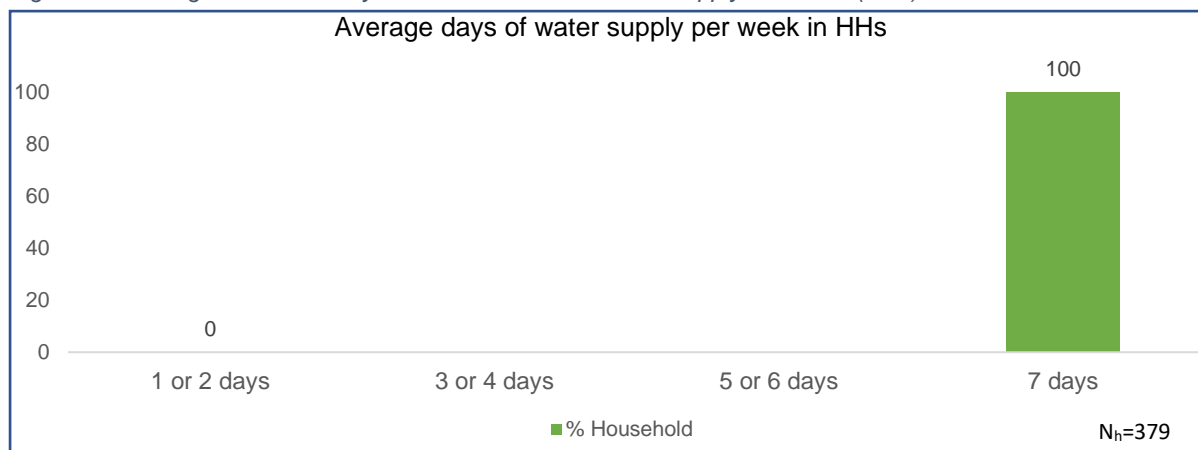 Average days of water supply per week in HHs
100
100
80
60
40
20
0
0
1 or 2 days 3 or 4 days 5 or 6 days 7 days
% Household
Nₕ=379